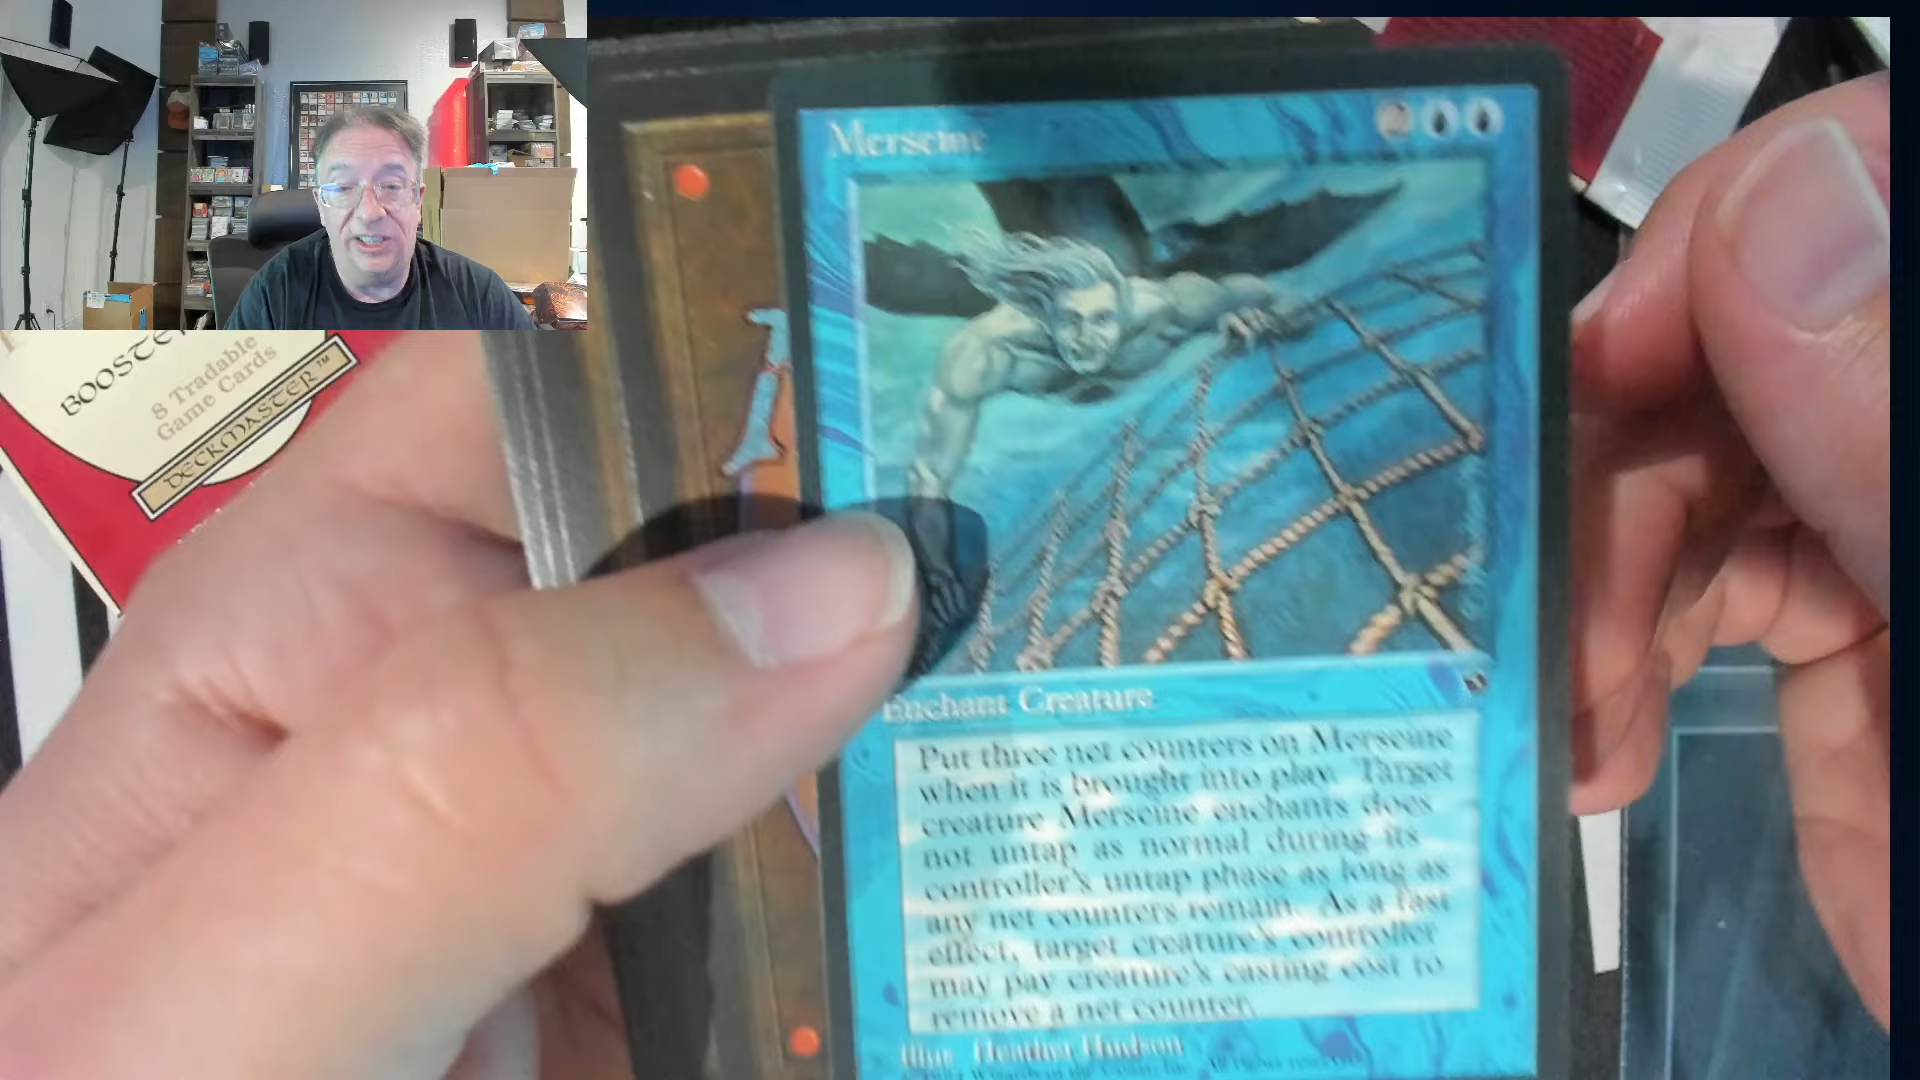 BOOSTE
8 Tradable
Game Cards
DECKMASTER™
Merseine
Enchant Creature
Put three net counters on Merseine
when it is brought into play. Target
creature Merseine enchants does
not untap as normal during its
controller's untap phase as long as
any net counters remain. As a fast
effect, target creature's controller
may pay creature's casting cost to
remove a net counter.
Illus. Heather Hudson